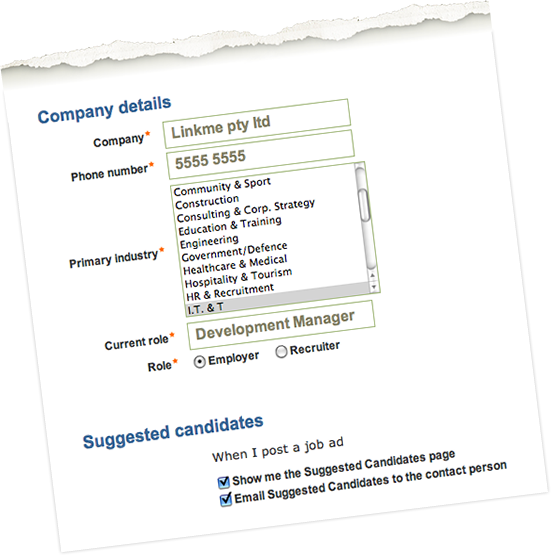 Company details
Company* Linkme pty ltd
Phone number* 5555 5555
Primary industry*
Community & Sport
Construction
Consulting & Corp. Strategy
Education & Training
Engineering
Government/Defence
Healthcare & Medical
Hospitality & Tourism
HR & Recruitment
I.T. & T
Current role* Development Manager
Role* Employer Recruiter
Suggested candidates
When I post a job ad
Show me the Suggested Candidates page
Email Suggested Candidates to the contact person